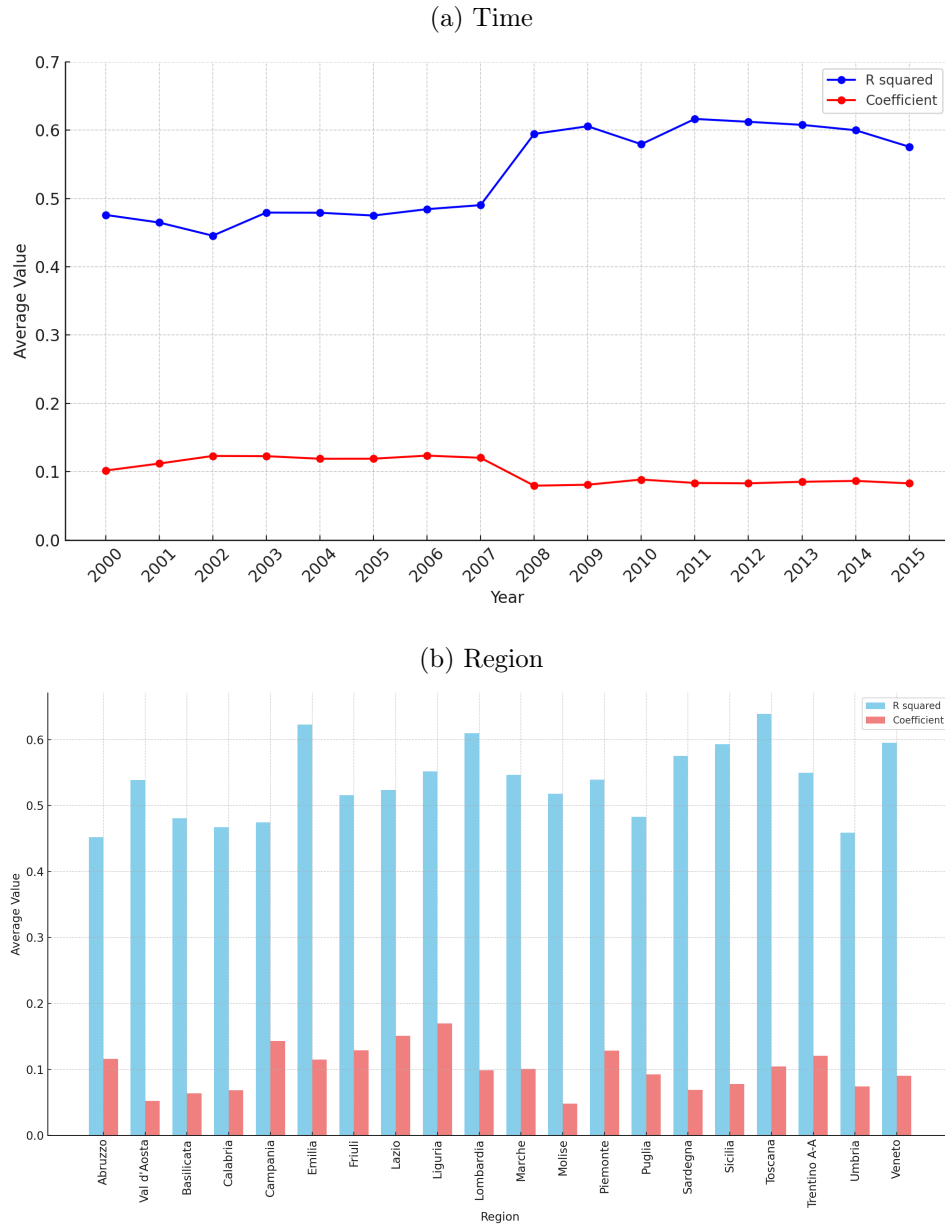 (a) Time
0.7
0.6
0.5
0.4
0.3
0.2
0.1
0.0
Average Value
R squared
Coefficient
2000 2001 2002 2003 2004 2005 2006 2007 2008 2009 2010 2011 2012 2013 2014 2015
Year
(b) Region
0.6
0.5
0.4
0.3
0.2
0.1
0.0
Average Value
R squared
Coefficient
Abruzzo Val d'Aosta Basilicata Calabria Campania Emilia Friuli Lazio Liguria Lombardia Marche Molise Piemonte Puglia Sardegna Sicilia Toscana Trentino A-A Umbria Veneto
Region